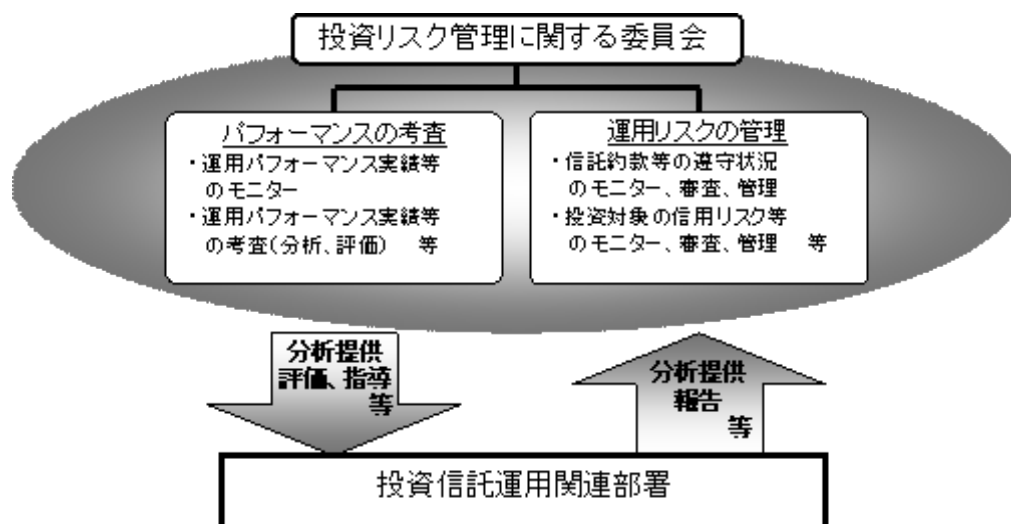 投資リスク管理に関する委員会
パフォーマンスの考査
・運用パフォーマンス実績等
のモニター
・運用パフォーマンス実績等
の考査(分析、評価) 等
運用リスクの管理
・信託約款等の遵守状況
のモニター、審査、管理
・投資対象の信用リスク等
のモニター、審査、管理 等
分析提供
評価、指導
等
分析提供
報告
等
投資信託運用関連部署